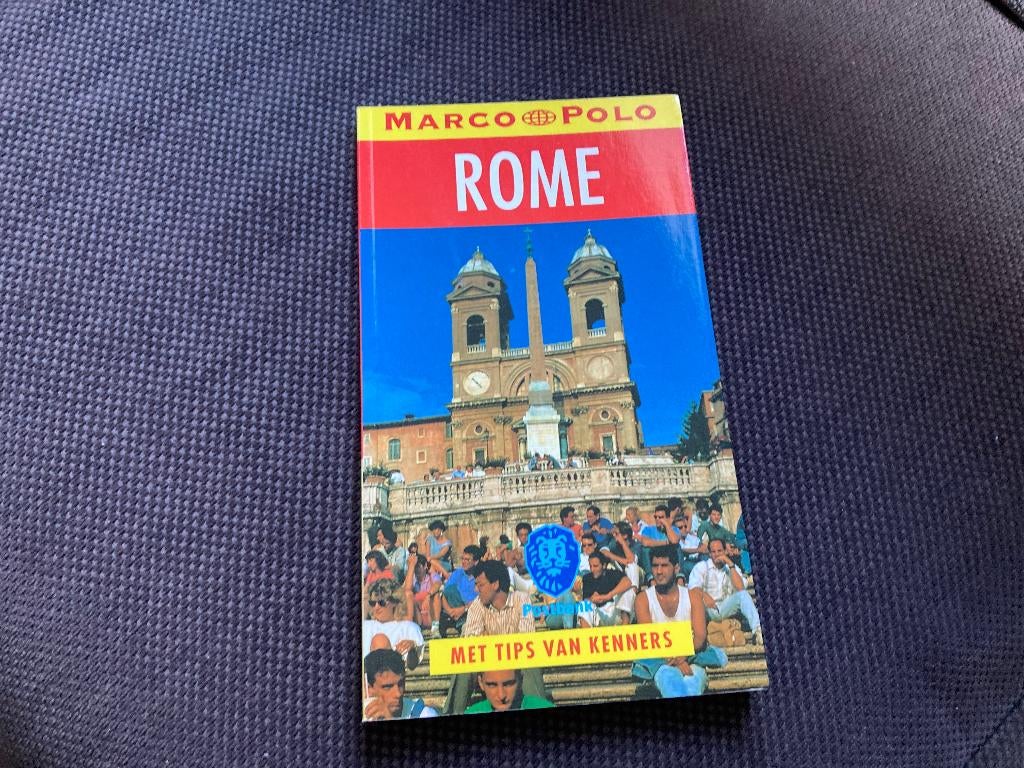 MARCO POLO
ROME
Postbank
MET TIPS VAN KENNERS